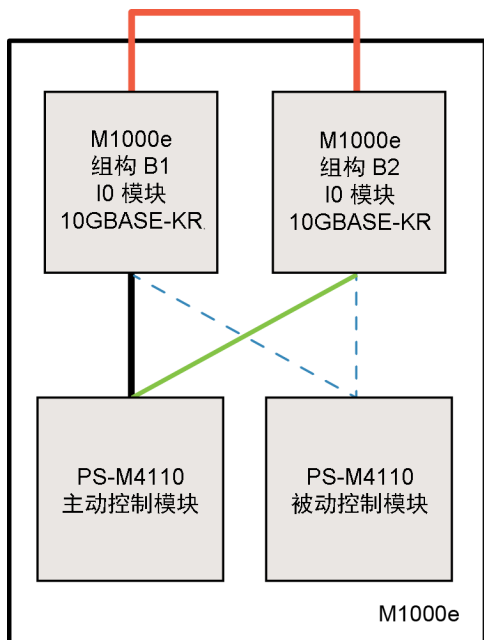 M1000e
组构 B1
I0 模块
10GBASE-KR.
M1000e
组构 B2
I0 模块
10GBASE-KR
PS-M4110
主动控制模块
PS-M4110
被动控制模块
M1000e